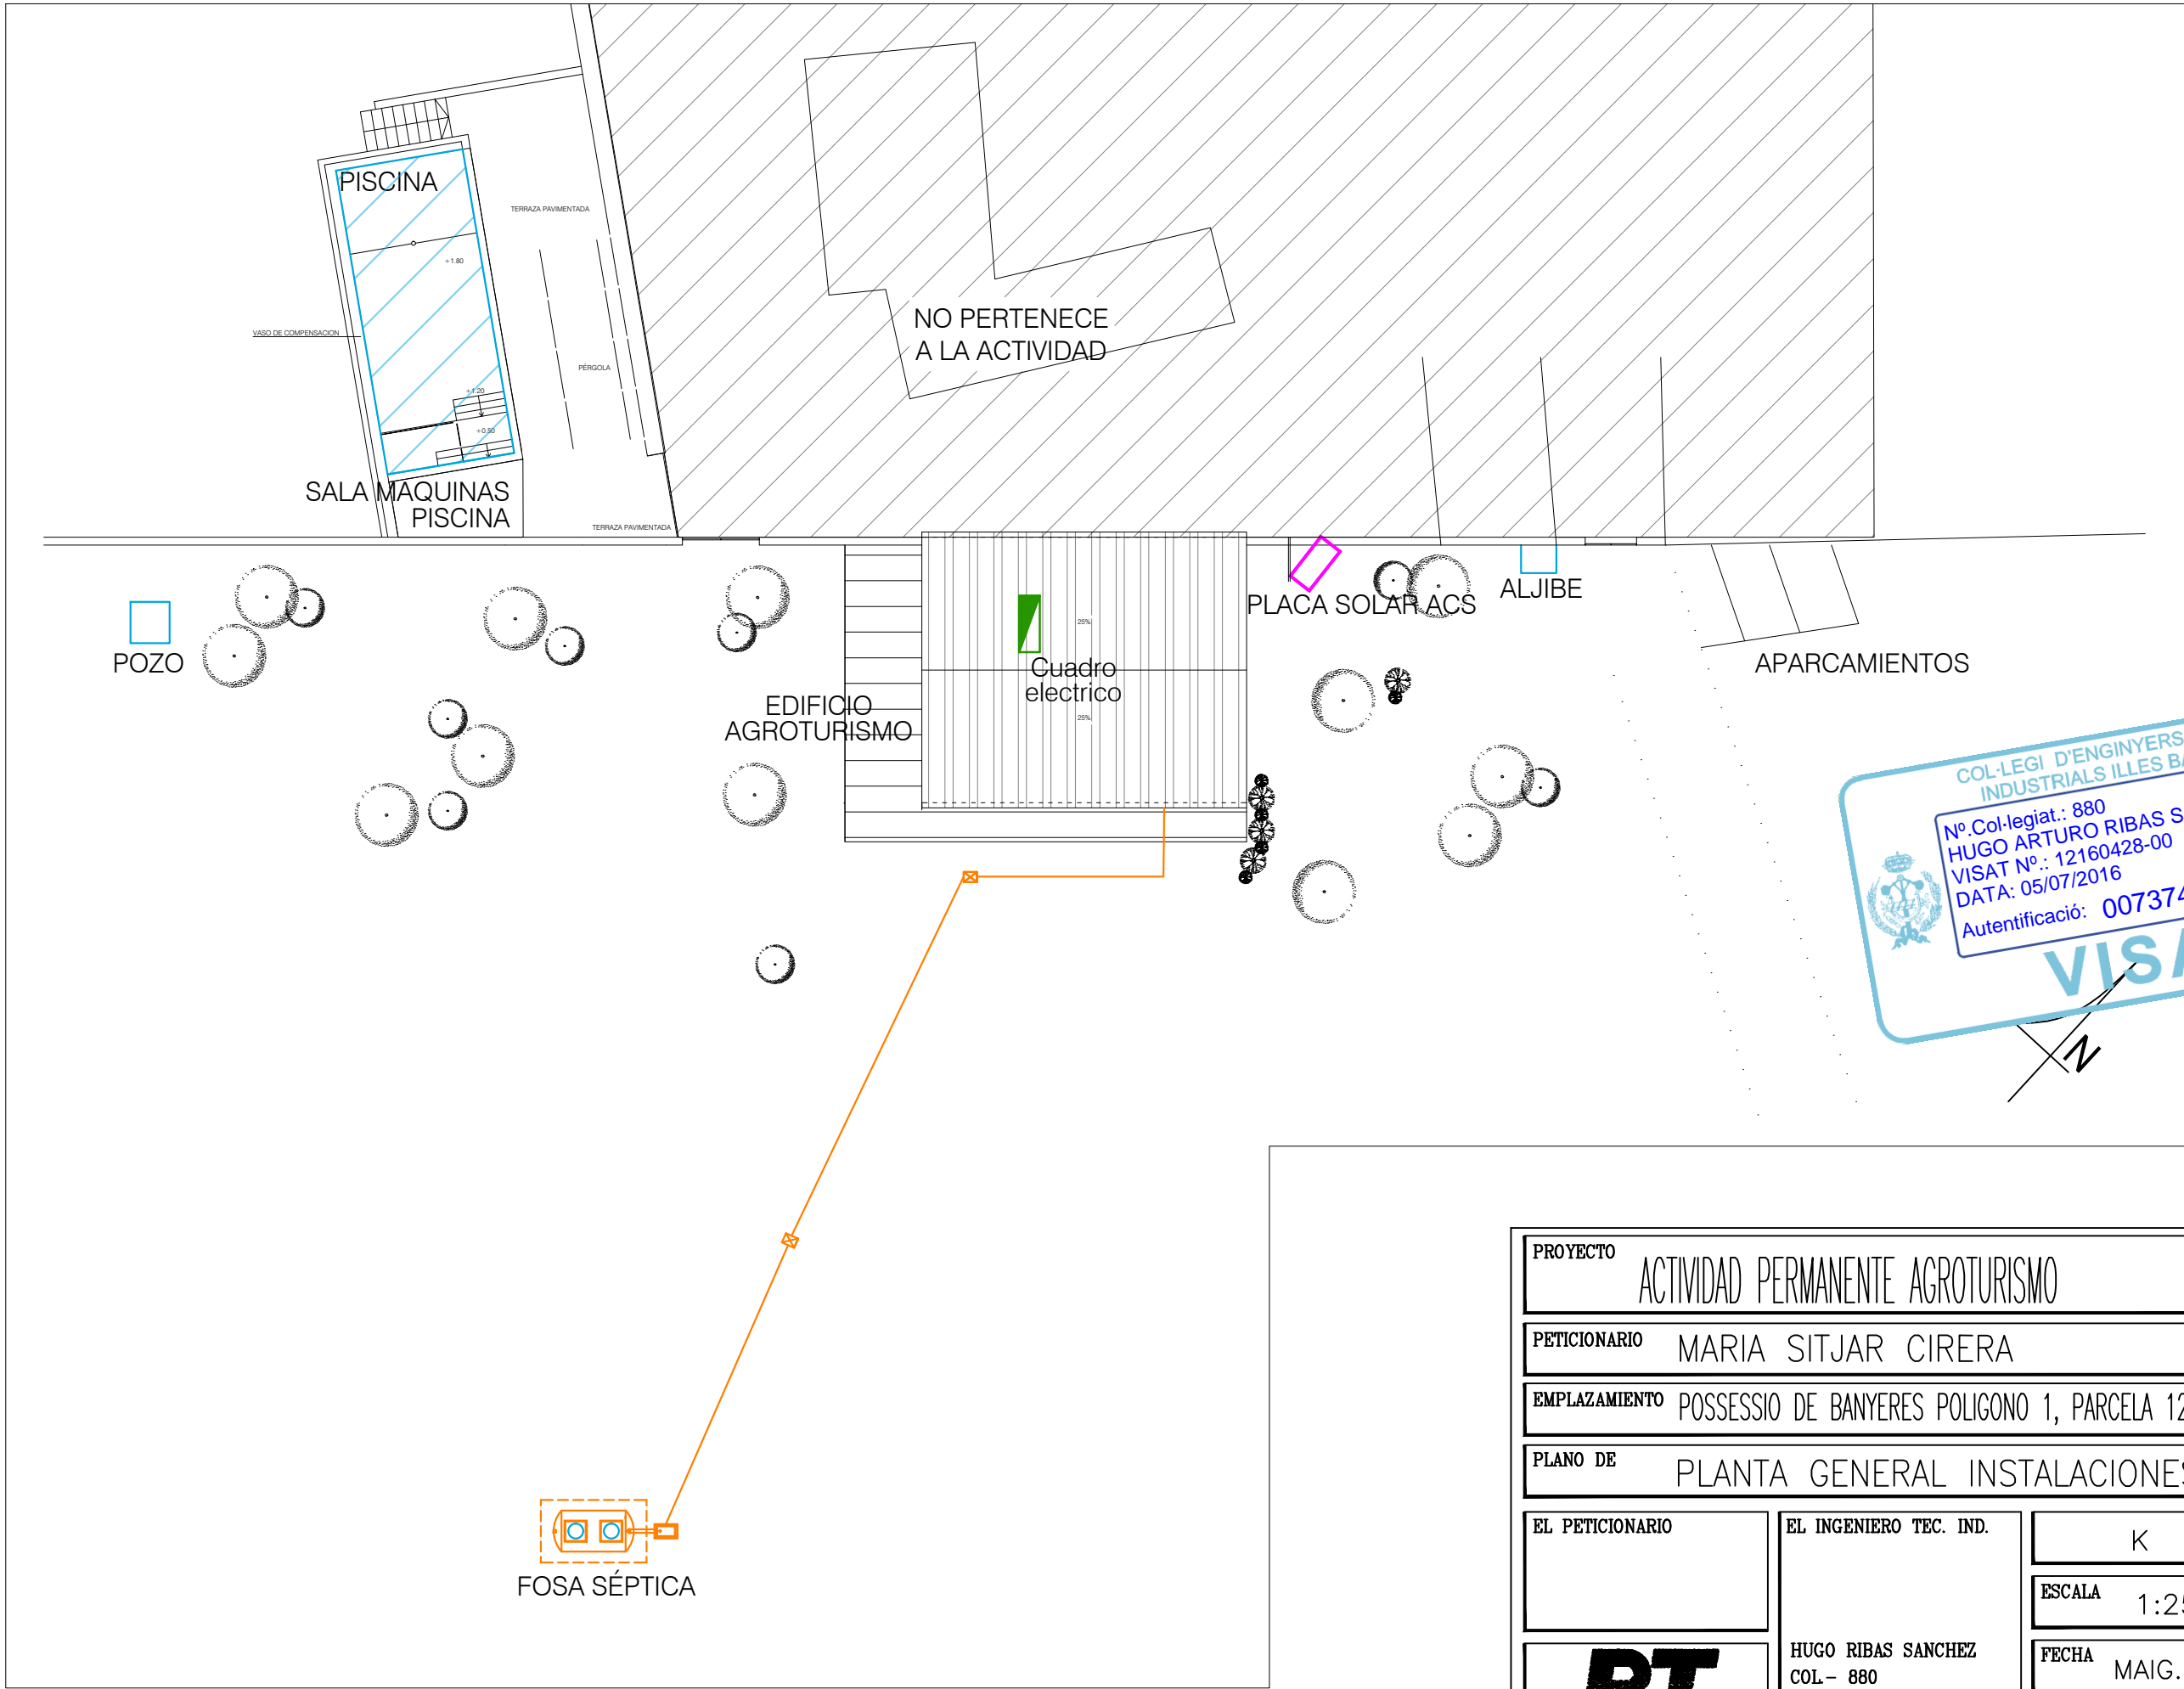 PISCINA
TERRAZA PAVIMENTADA
+1.80
NO PERTENECE
A LA ACTIVIDAD
VASO DE COMPENSACION
PÉRGOLA
+1.20
+0.50
SALA MAQUINAS
PISCINA
TERRAZA PAVIMENTADA
POZO
PLACA SOLAR ACS
ALJIBE
25%
Cuadro
electrico
25%
EDIFICIO
AGROTURISMO
APARCAMIENTOS
COL·LEGI D'ENGINYERS
INDUSTRIALS ILLES
Nº.Col·legiat.: 880
HUGO ARTURO RIBAS
VISAT Nº.: 12160428-00
DATA: 05/07/2016
Autentificació: 007374
N
FOSA SÉPTICA
PROYECTO
ACTIVIDAD PERMANENTE AGROTURISMO
PETICIONARIO MARIA SITJAR CIRERA
EMPLAZAMIENTO POSSESSIO DE BANYERES POLIGONO 1, PARCELA 12
PLANO DE PLANTA GENERAL INSTALACIONES
EL PETICIONARIO
EL INGENIERO TEC. IND.
HUGO RIBAS SANCHEZ
COL.- 880
K
ESCALA 1:25
FECHA MAIG.